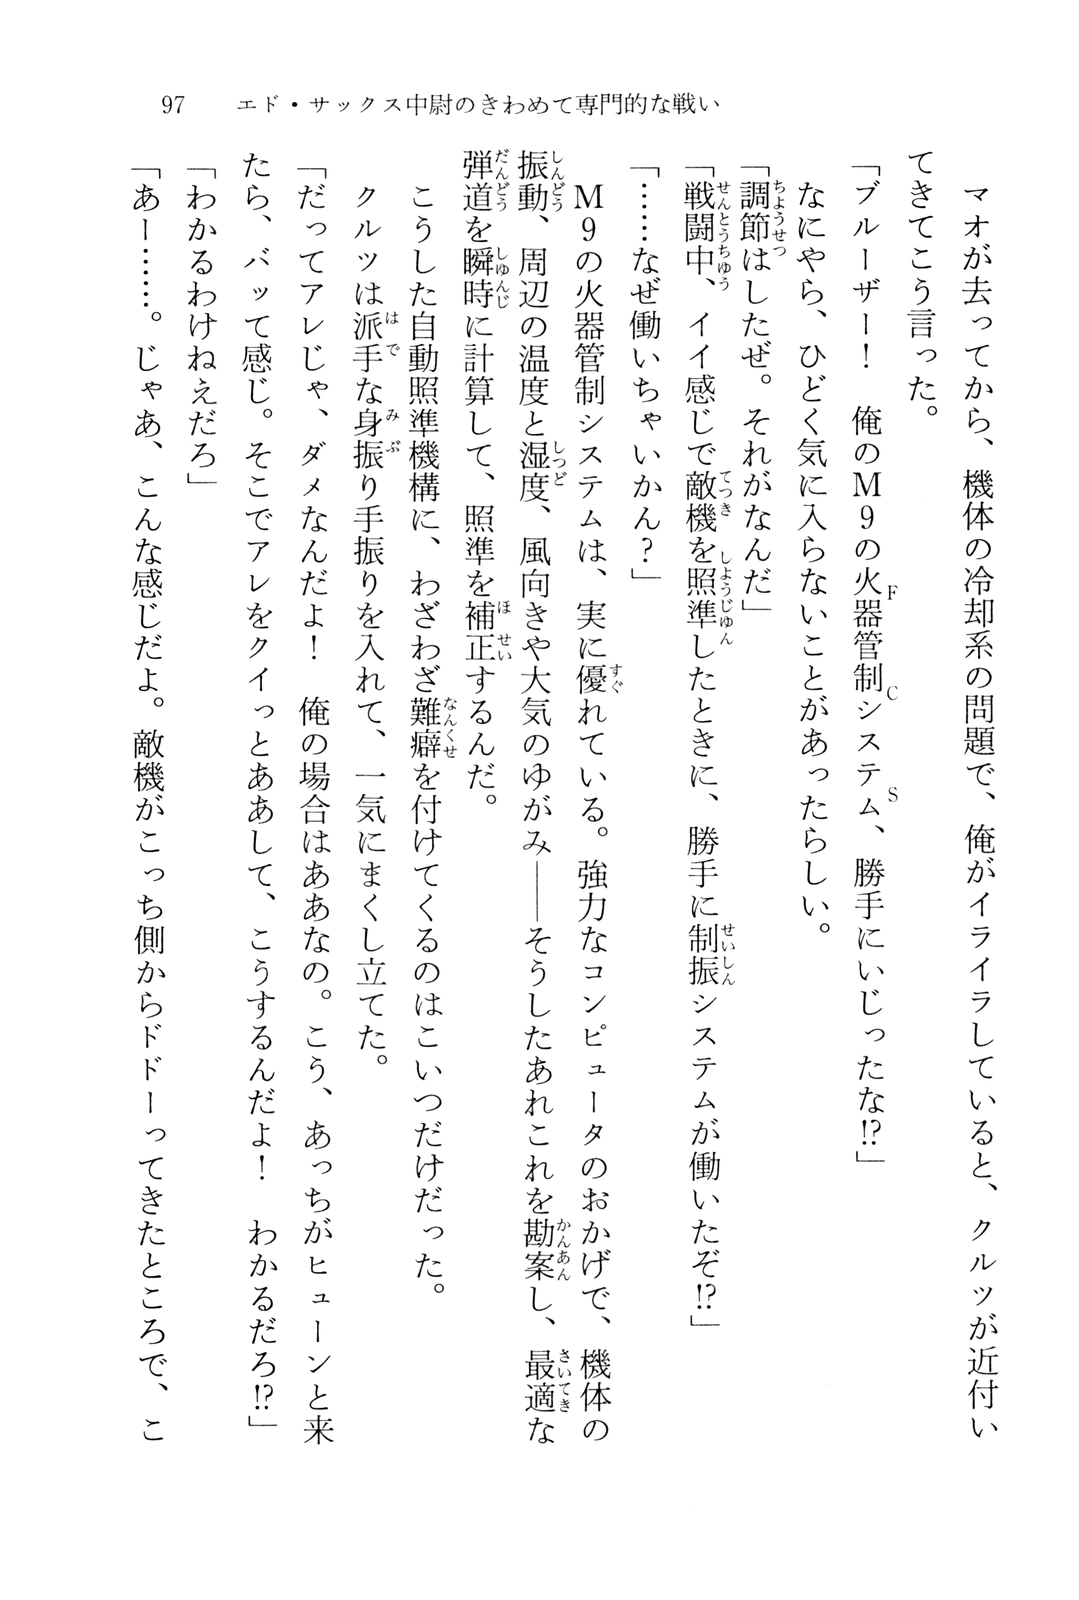 97 エド・サックス中尉のきわめて専門的な戦い
　マオが去ってから、機体の冷却系の問題で、俺がイライラしていると、クルツが近付い
てきてこう言った。
「ブルーザー！　俺のM9の火器管制システム、勝手にいじったな!?」
　なにやら、ひどく気に入らないことがあったらしい。
「調節はしたぜ。それがなんだ」
「戦闘中、イイ感じで敵機を照準したときに、勝手に制振システムが働いたぞ!?」
「……なぜ働いちゃいかん？」
　M9の火器管制システムは、実に優れている。強力なコンピュータのおかげで、機体の
振動、周辺の温度と湿度、風向きや大気のゆがみ――そうしたあれこれを勘案し、最適な
弾道を瞬時に計算して、照準を補正するんだ。
　こうした自動照準機構に、わざわざ難癖を付けてくるのはこいつだけだった。
　クルツは派手な身振り手振りを入れて、一気にまくし立てた。
「だってアレじゃ、ダメなんだよ！　俺の場合はああなの。こう、あっちがヒューンと来
たら、バッて感じ。そこでアレをクイっとああして、こうするんだよ！　わかるだろ!?」
「わかるわけねえだろ」
「あー……。じゃあ、こんな感じだよ。敵機がこっち側からドドーってきたところで、こ